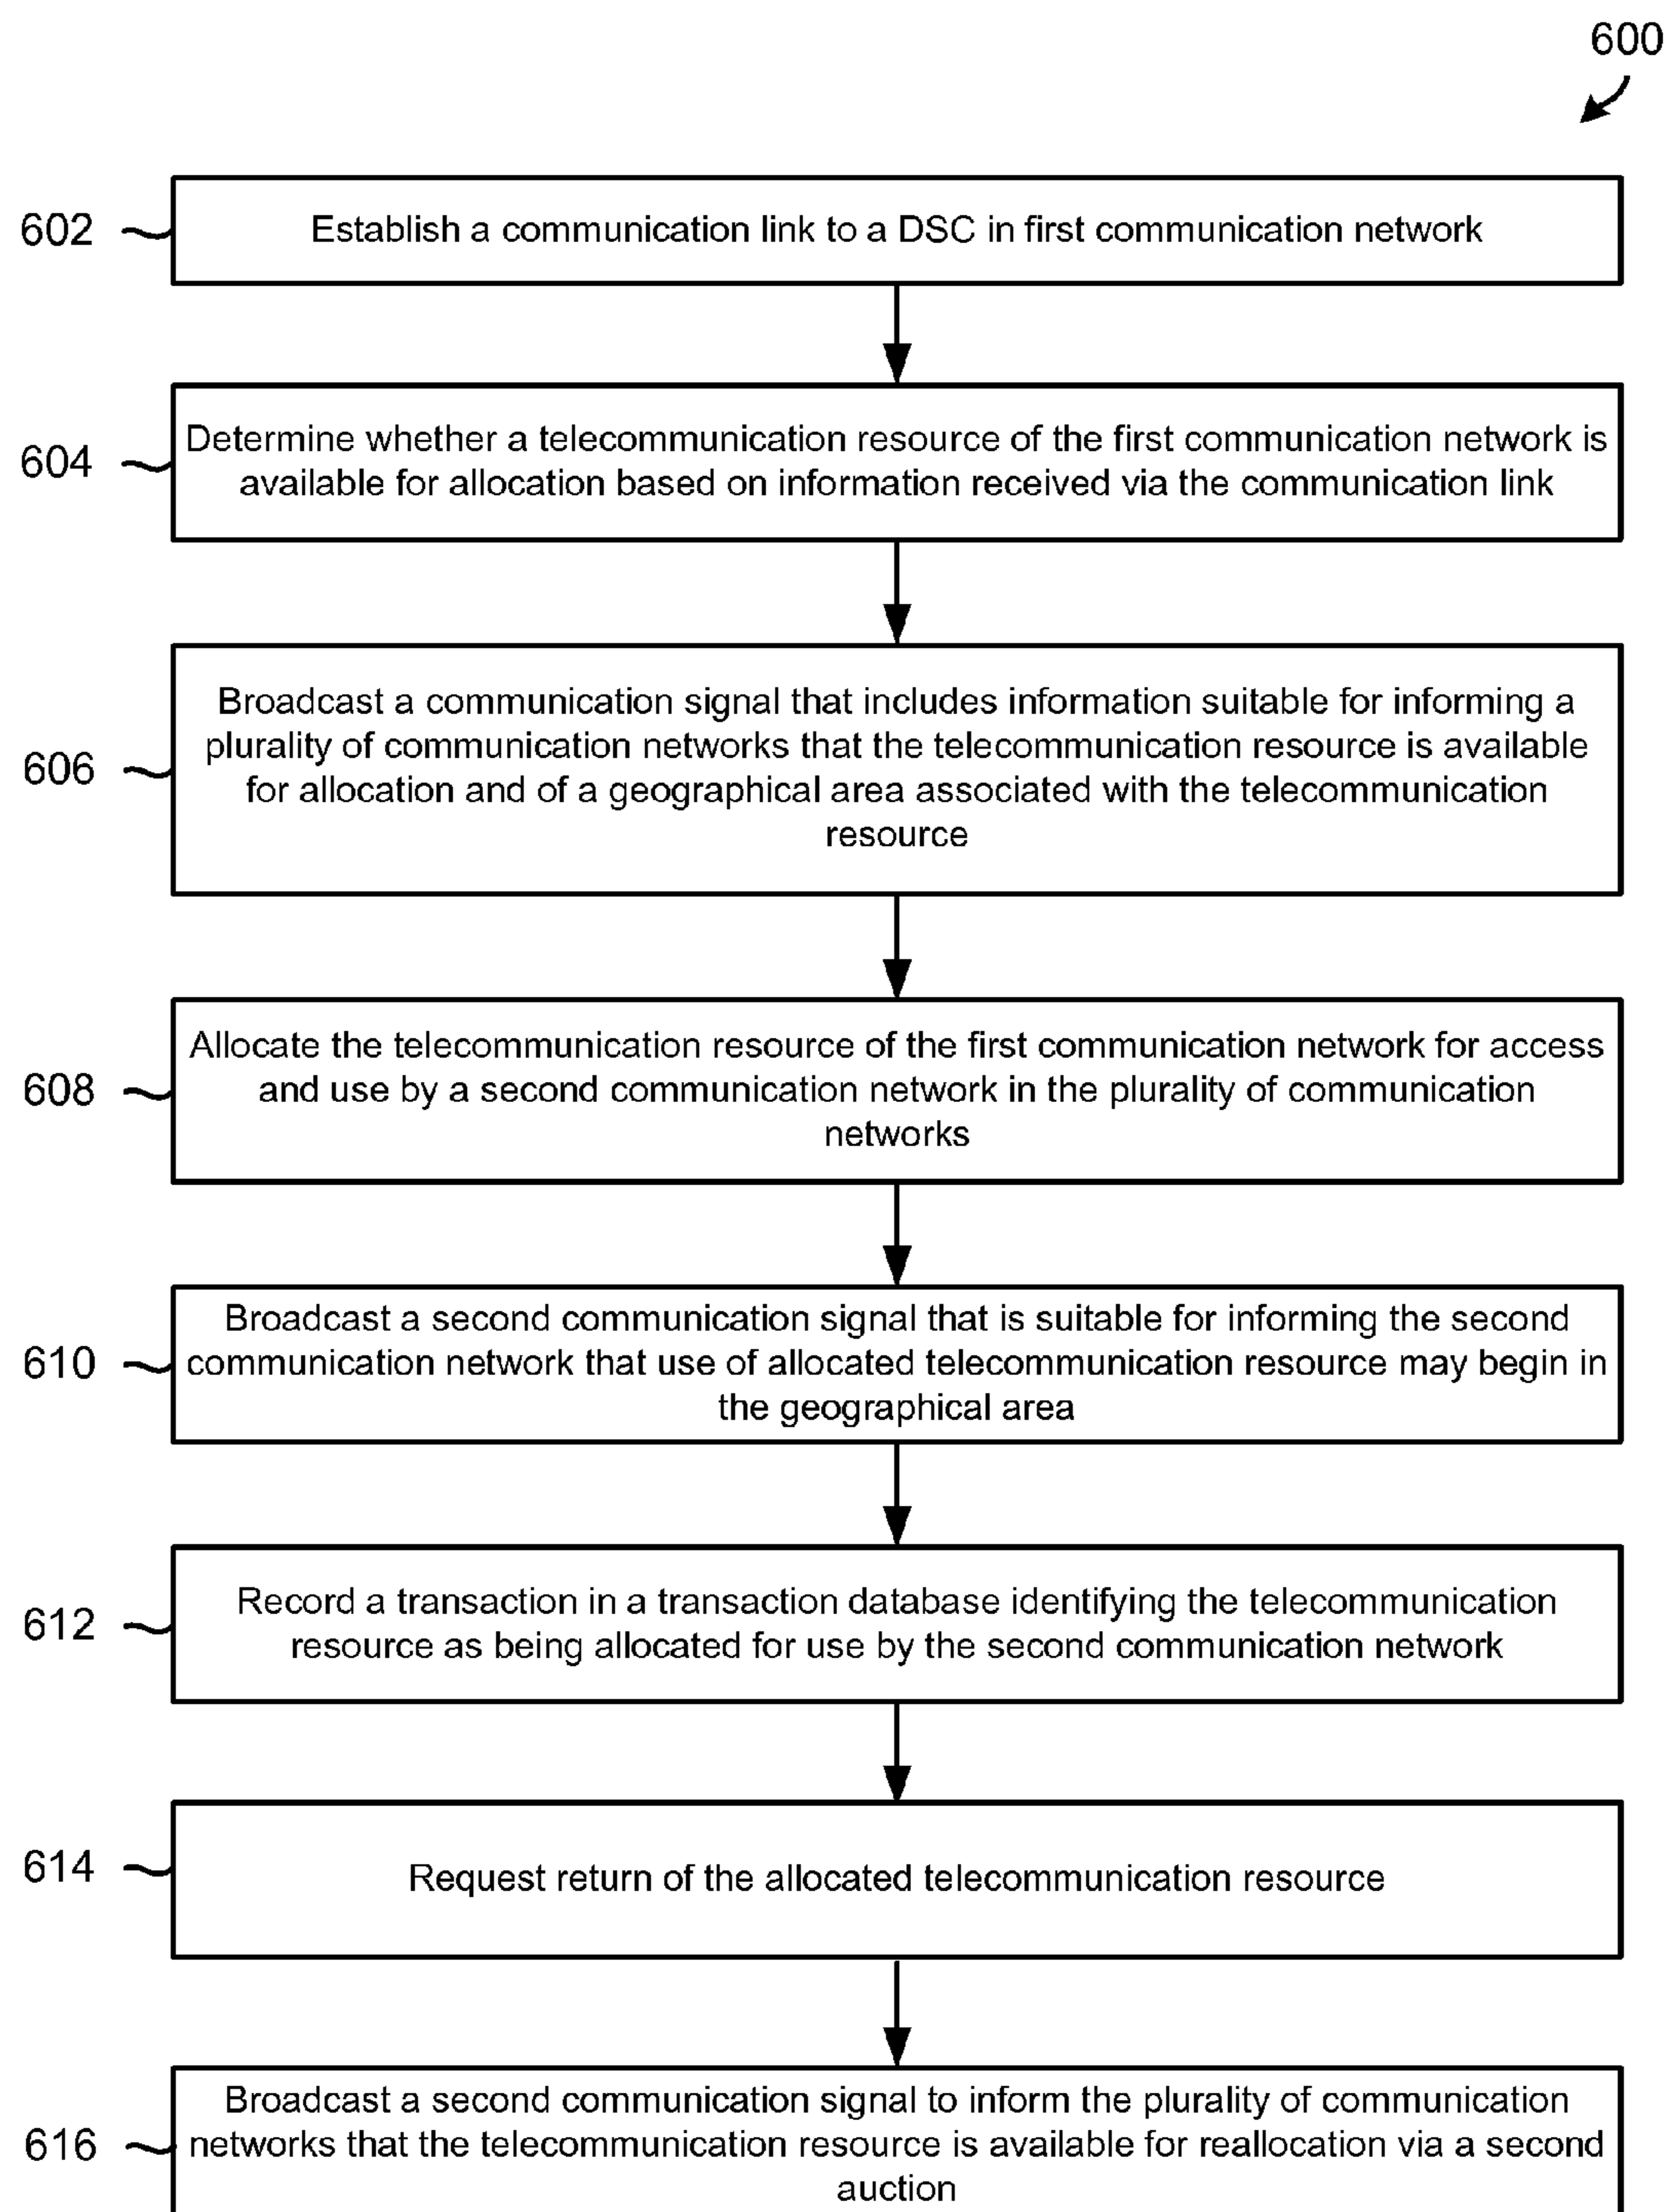 600
602
Establish a communication link to a DSC in first communication network
604
Determine whether a telecommunication resource of the first communication network is
available for allocation based on information received via the communication link
606
Broadcast a communication signal that includes information suitable for informing a
plurality of communication networks that the telecommunication resource is available
for allocation and of a geographical area associated with the telecommunication
resource
608
Allocate the telecommunication resource of the first communication network for access
and use by a second communication network in the plurality of communication
networks
610
Broadcast a second communication signal that is suitable for informing the second
communication network that use of allocated telecommunication resource may begin in
the geographical area
612
Record a transaction in a transaction database identifying the telecommunication
resource as being allocated for use by the second communication network
614
Request return of the allocated telecommunication resource
616
Broadcast a second communication signal to inform the plurality of communication
networks that the telecommunication resource is available for reallocation via a second
auction